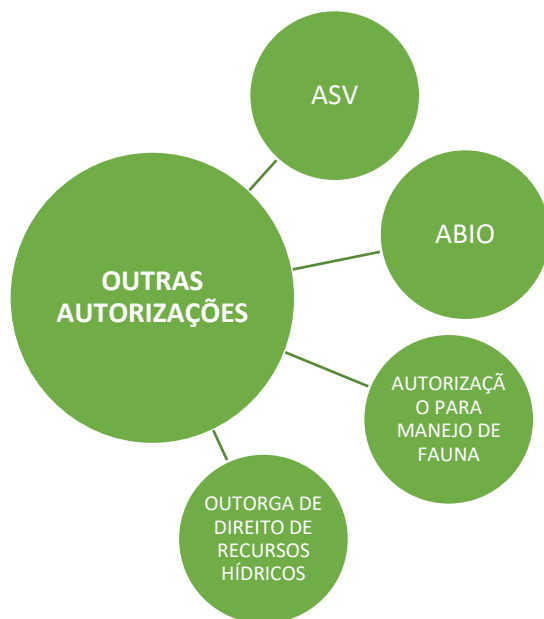 ASV
ABIO
OUTRAS
AUTORIZAÇÕES
AUTORIZAÇÃ
O PARA
MANEJO DE
FAUNA
OUTORGA DE
DIREITO DE
RECURSOS
HÍDRICOS